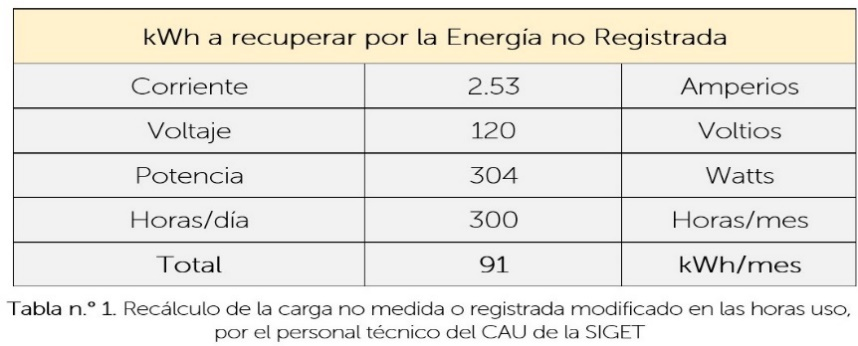 kWh a recuperar por la Energía no Registrada
Corriente 2.53 Amperios
Voltaje 120 Voltios
Potencia 304 Watts
Horas/día 300 Horas/mes
Total 91 kWh/mes
Tabla n.° 1. Recálculo de la carga no medida o registrada modificado en las horas uso,
por el personal técnico del CAU de la SIGET